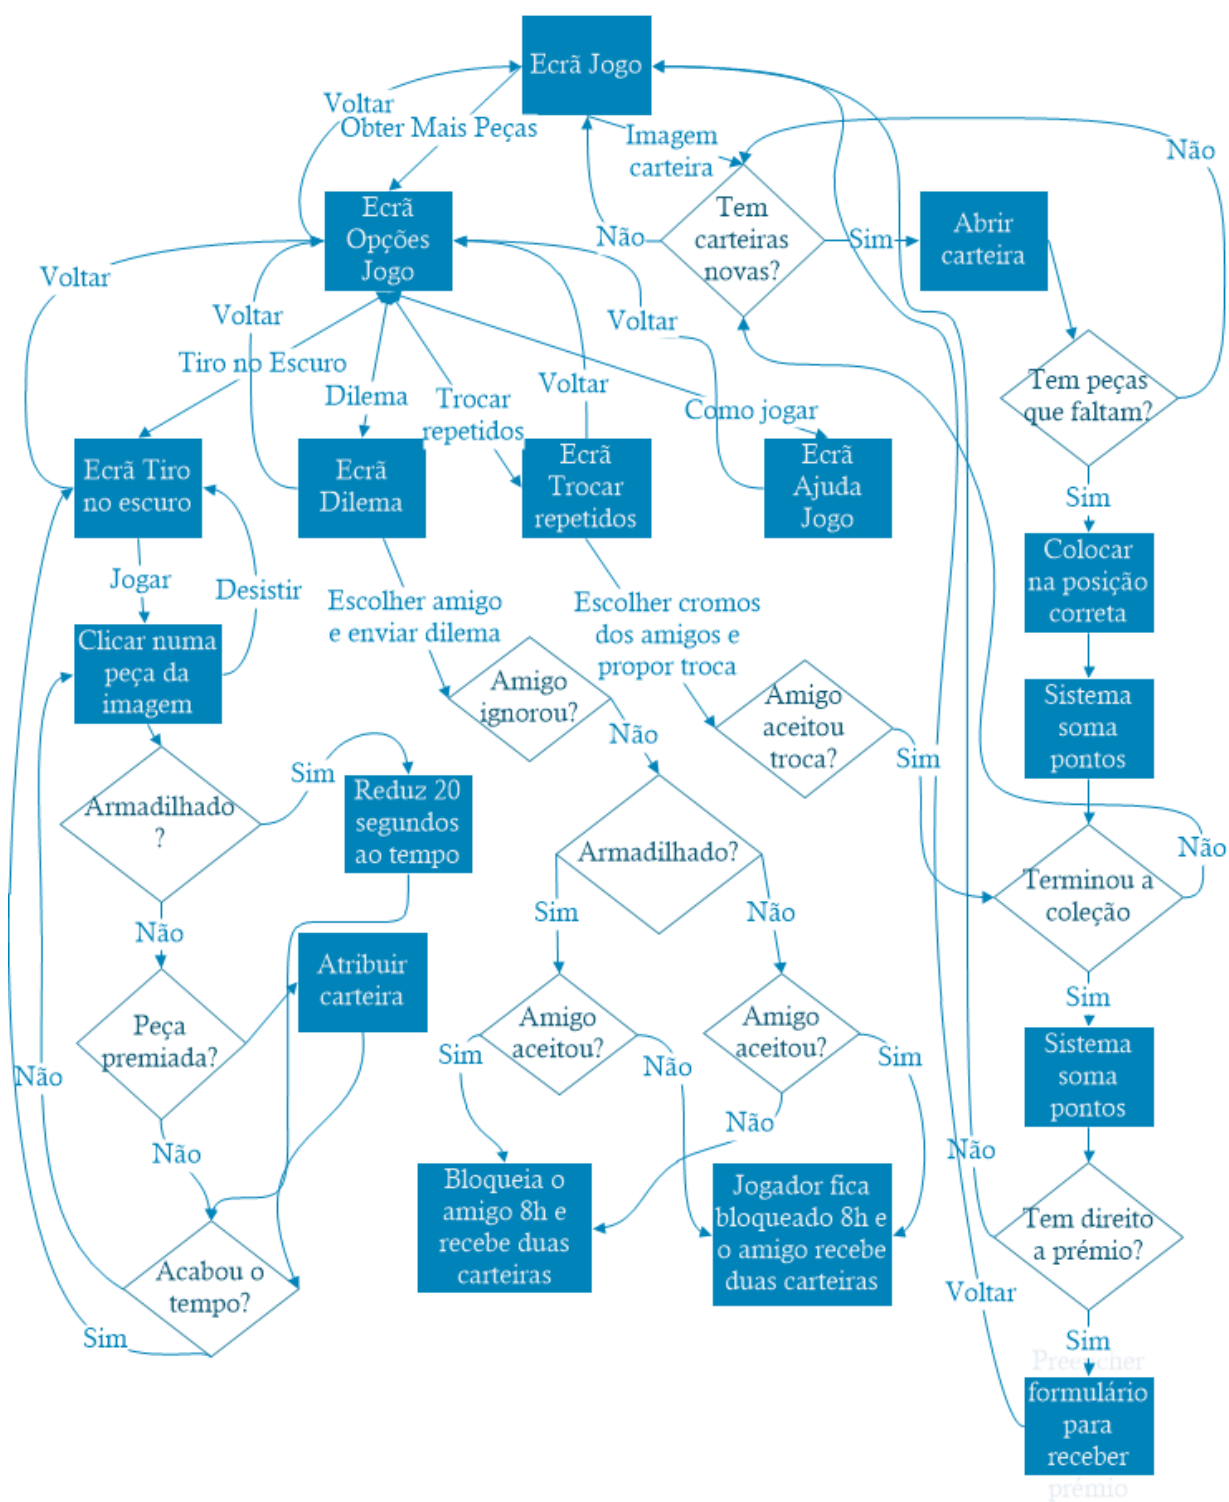 Ecrã Jogo
Voltar
Obter Mais Peças
Imagem
carteira
Não
Ecrã
Opções
Jogo
Tem
carteiras
novas?
Não
Sim
Abrir
carteira
Voltar
Voltar
Voltar
Tiro no Escuro
Dilema
Trocar
repetidos
Voltar
Como jogar
Tem peças
que faltam?
Ecrã Tiro
no escuro
Ecrã
Dilema
Ecrã
Trocar
repetidos
Ecrã
Ajuda
Jogo
Sim
Colocar
na posição
correta
Jogar
Desistir
Escolher amigo
e enviar dilema
Escolher cromos
dos amigos e
propor troca
Clicar numa
peça da
imagem
Amigo
ignorou?
Não
Amigo
aceitou
troca?
Sim
Sistema
soma
pontos
Armadilhado
?
Sim
Reduz 20
segundos
ao tempo
Armadilhado?
Não
Terminou a
coleção
Não
Sim
Não
Atribuir
carteira
Sim
Peça
premiada?
Amigo
aceitou?
Amigo
aceitou?
Sistema
soma
pontos
Não
Sim
Não
Sim
Não
Não
Não
Bloqueia o
amigo 8h e
recebe duas
carteiras
Jogador fica
bloqueado 8h e
o amigo recebe
duas carteiras
Tem direito
a prémio?
Acabou o
tempo?
Sim
Voltar
Sim
Preencher
formulário
para
receber
prémio